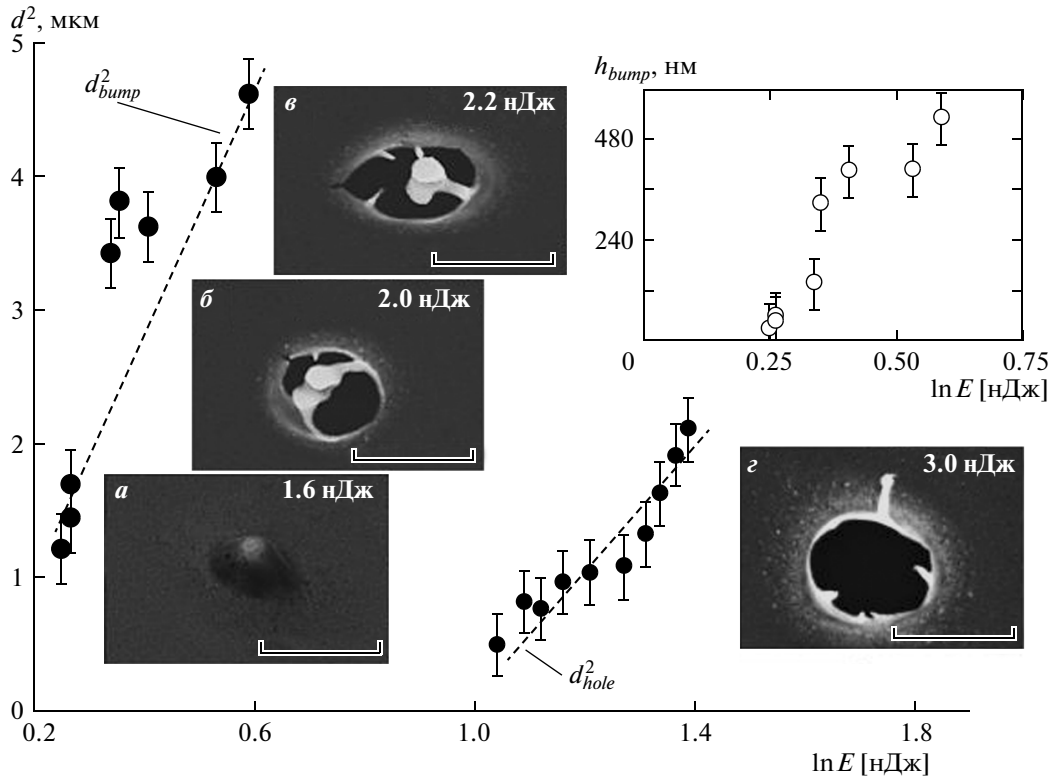 d², мкм
5
4
3
2
1
0
0.2
0.6
1.0
1.4
1.8
ln E [нДж]
d²bump
в
2.2 нДж
б
2.0 нДж
а
1.6 нДж
г
3.0 нДж
d²hole
hbump, нм
480
240
0
0.25
0.50
0.75
ln E [нДж]